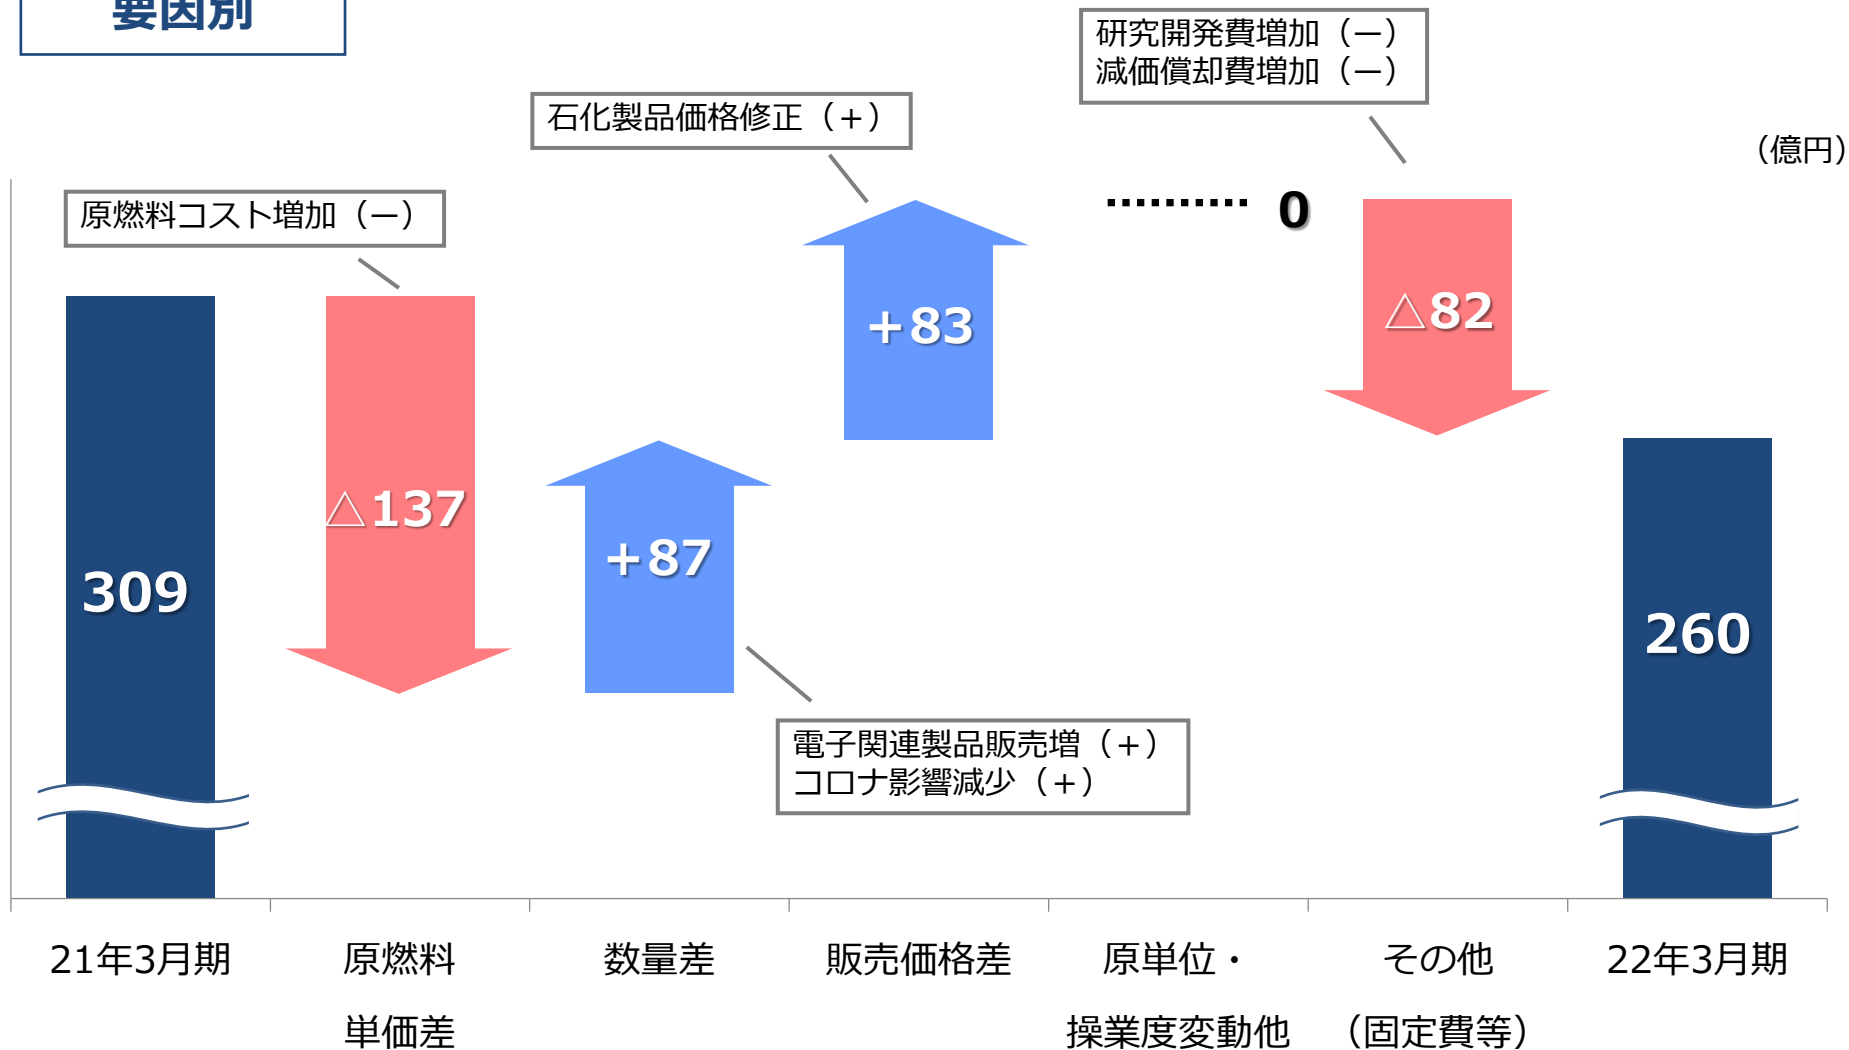 要因別
研究開発費増加（－）
減価償却費増加（－）
石化製品価格修正（＋）
（億円）
原燃料コスト増加（－）
0
+83
△82
△137
+87
309
260
電子関連製品販売増（＋）
コロナ影響減少（＋）
21年3月期
原燃料
単価差
数量差
販売価格差
原単位・
操業度変動他
その他
（固定費等）
22年3月期